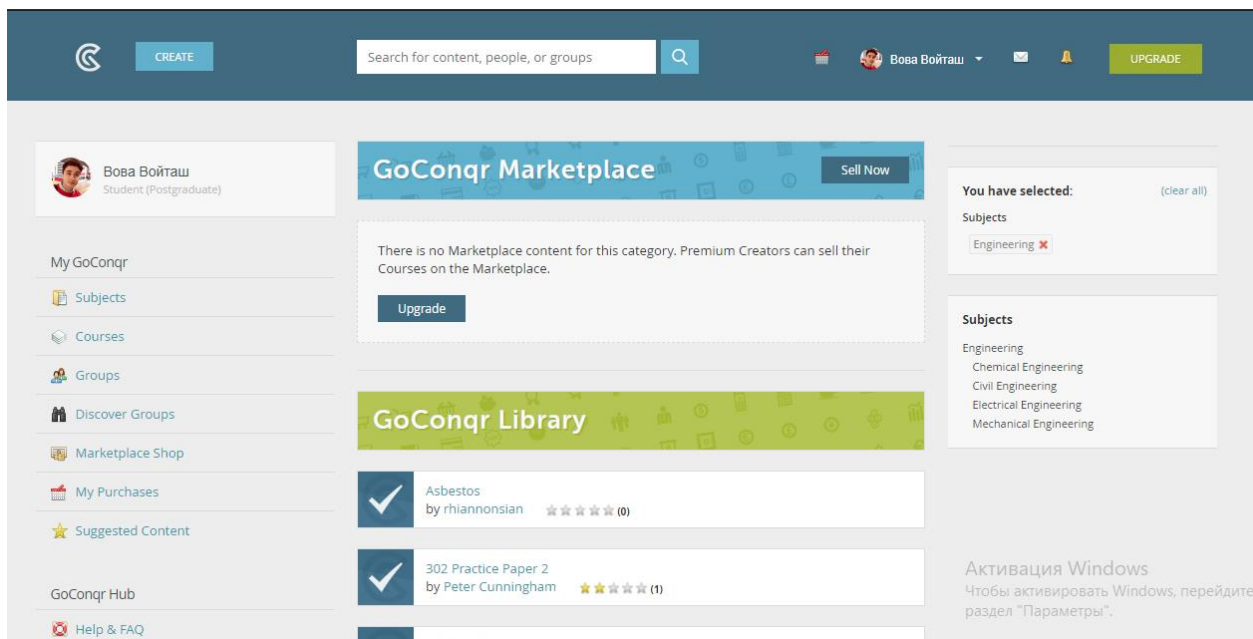 CREATE
Search for content, people, or groups
Вова Войташ
UPGRADE
Вова Войташ
Student (Postgraduate)
My GoConqr
Subjects
Courses
Groups
Discover Groups
Marketplace Shop
My Purchases
Suggested Content
GoConqr Hub
Help & FAQ
GoConqr Marketplace
Sell Now
There is no Marketplace content for this category. Premium Creators can sell their
Courses on the Marketplace.
Upgrade
GoConqr Library
Asbestos
by rhiannonsian (0)
302 Practice Paper 2
by Peter Cunningham (1)
You have selected: (clear all)
Subjects
Engineering
Subjects
Engineering
Chemical Engineering
Civil Engineering
Electrical Engineering
Mechanical Engineering
Активация Windows
Чтобы активировать Windows, перейдите
раздел "Параметры".